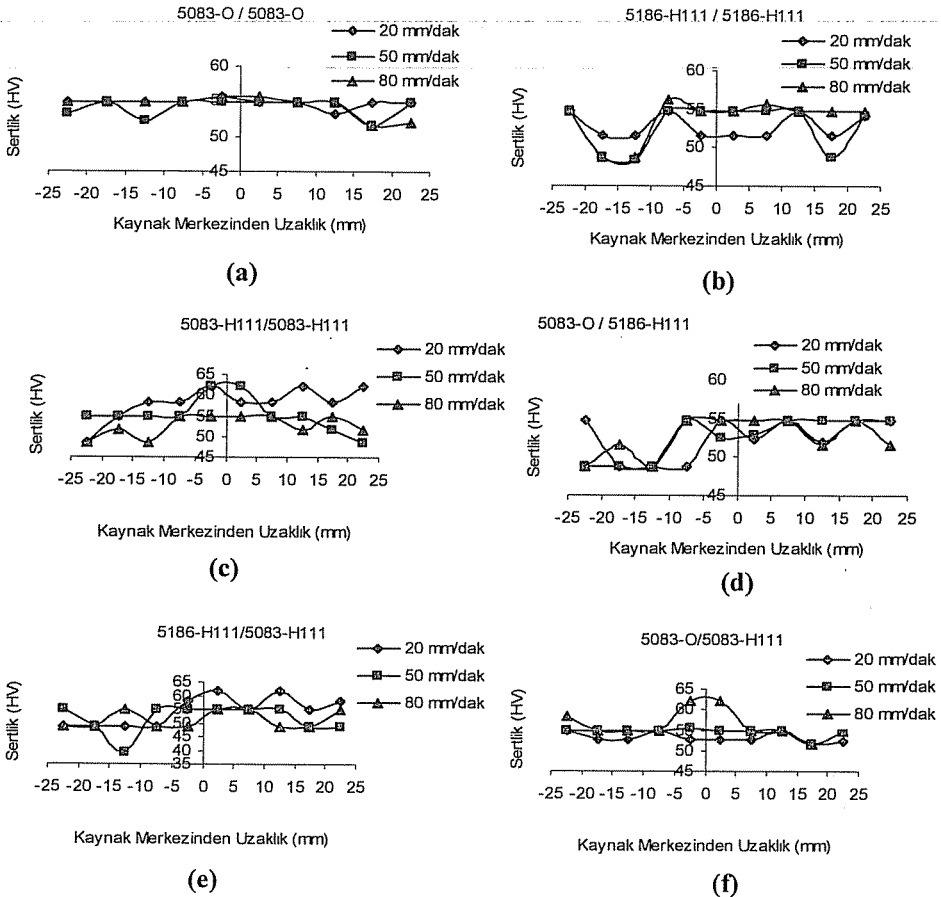 5083-O / 5083-O
20 mm/dak
50 mm/dak
80 mm/dak
Sertlik (HV)
60
55
50
45
-25 -20 -15 -10 -5 0 5 10 15 20 25
Kaynak Merkezinden Uzaklık (mm)
(a)
5186-H111 / 5186-H111
20 mm/dak
50 mm/dak
80 mm/dak
Sertlik (HV)
60
55
50
45
-25 -20 -15 -10 -5 0 5 10 15 20 25
Kaynak Merkezinden Uzaklık (mm)
(b)
5083-H111/5083-H111
20 mm/dak
50 mm/dak
80 mm/dak
Sertlik (HV)
65
60
55
50
45
-25 -20 -15 -10 -5 0 5 10 15 20 25
Kaynak Merkezinden Uzaklık (mm)
(c)
5083-O / 5186-H111
20 mm/dak
50 mm/dak
80 mm/dak
Sertlik (HV)
60
55
50
45
-25 -20 -15 -10 -5 0 5 10 15 20 25
Kaynak Merkezinden Uzaklık (mm)
(d)
5186-H111/5083-H111
20 mm/dak
50 mm/dak
80 mm/dak
Sertlik (HV)
65
60
55
50
45
40
35
-25 -20 -15 -10 -5 0 5 10 15 20 25
Kaynak Merkezinden Uzaklık (mm)
(e)
5083-O/5083-H111
20 mm/dak
50 mm/dak
80 mm/dak
Sertlik (HV)
65
60
55
50
45
-25 -20 -15 -10 -5 0 5 10 15 20 25
Kaynak Merkezinden Uzaklık (mm)
(f)